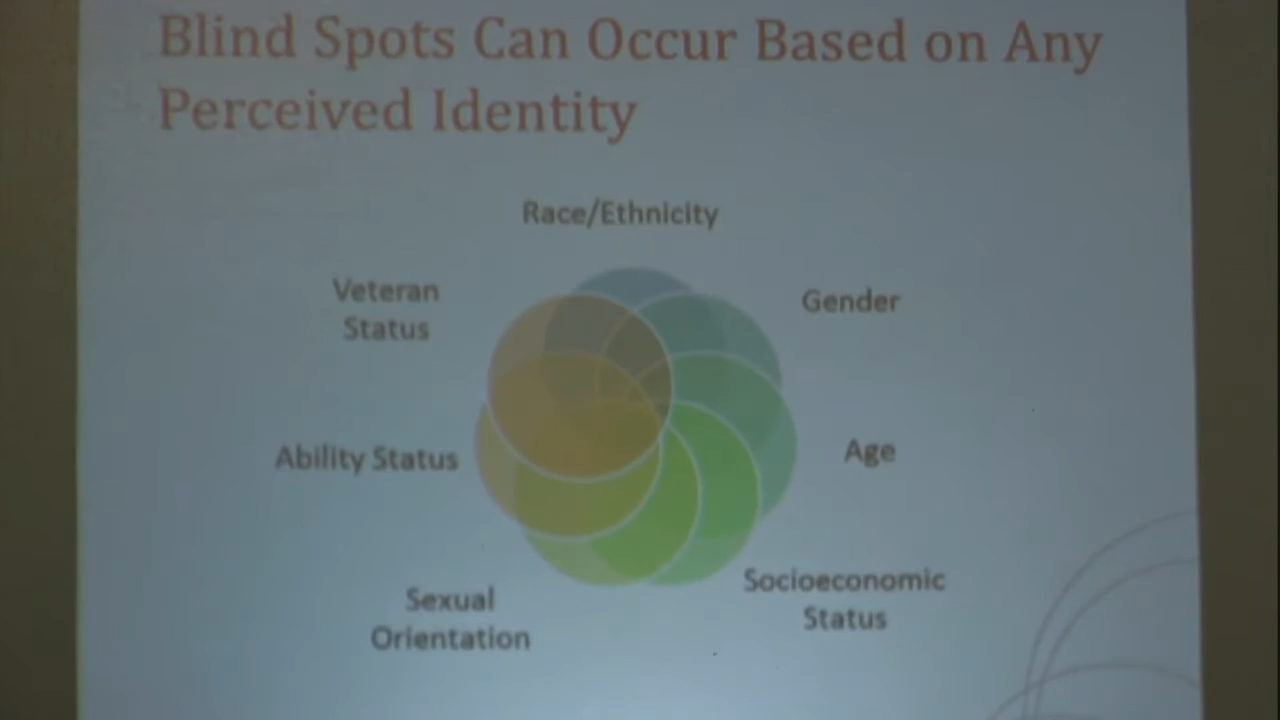 Blind Spots Can Occur Based on Any
Perceived Identity
Race/Ethnicity
Veteran
Status
Gender
Ability Status
Age
Socioeconomic
Status
Sexual
Orientation